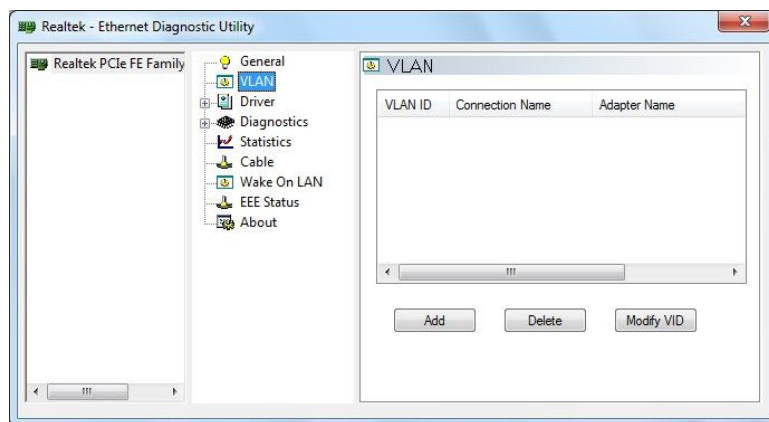 Realtek - Ethernet Diagnostic Utility
Realtek PCIe FE Family
General
VLAN
Driver
Diagnostics
Statistics
Cable
Wake On LAN
EEE Status
About
VLAN
VLAN ID Connection Name Adapter Name
Add Delete Modify VID